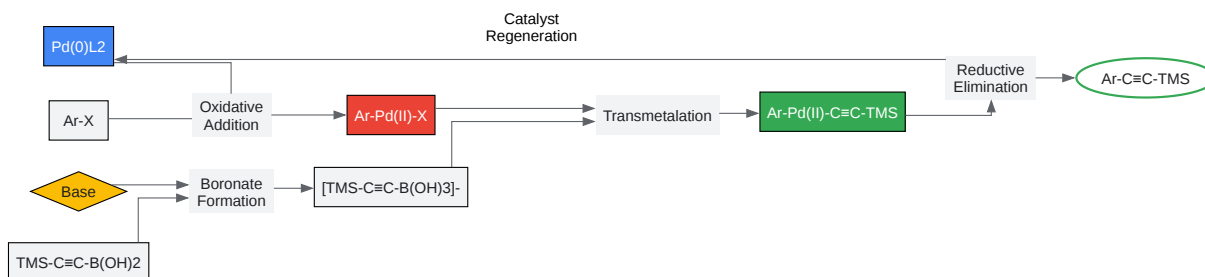 Catalyst
Regeneration
Pd(0)L2
Reductive
Elimination
Ar-C≡C-TMS
Ar-X
Oxidative
Addition
Ar-Pd(II)-X
Transmetalation
Ar-Pd(II)-C≡C-TMS
Base
Boronate
Formation
[TMS-C≡C-B(OH)3]-
TMS-C≡C-B(OH)2